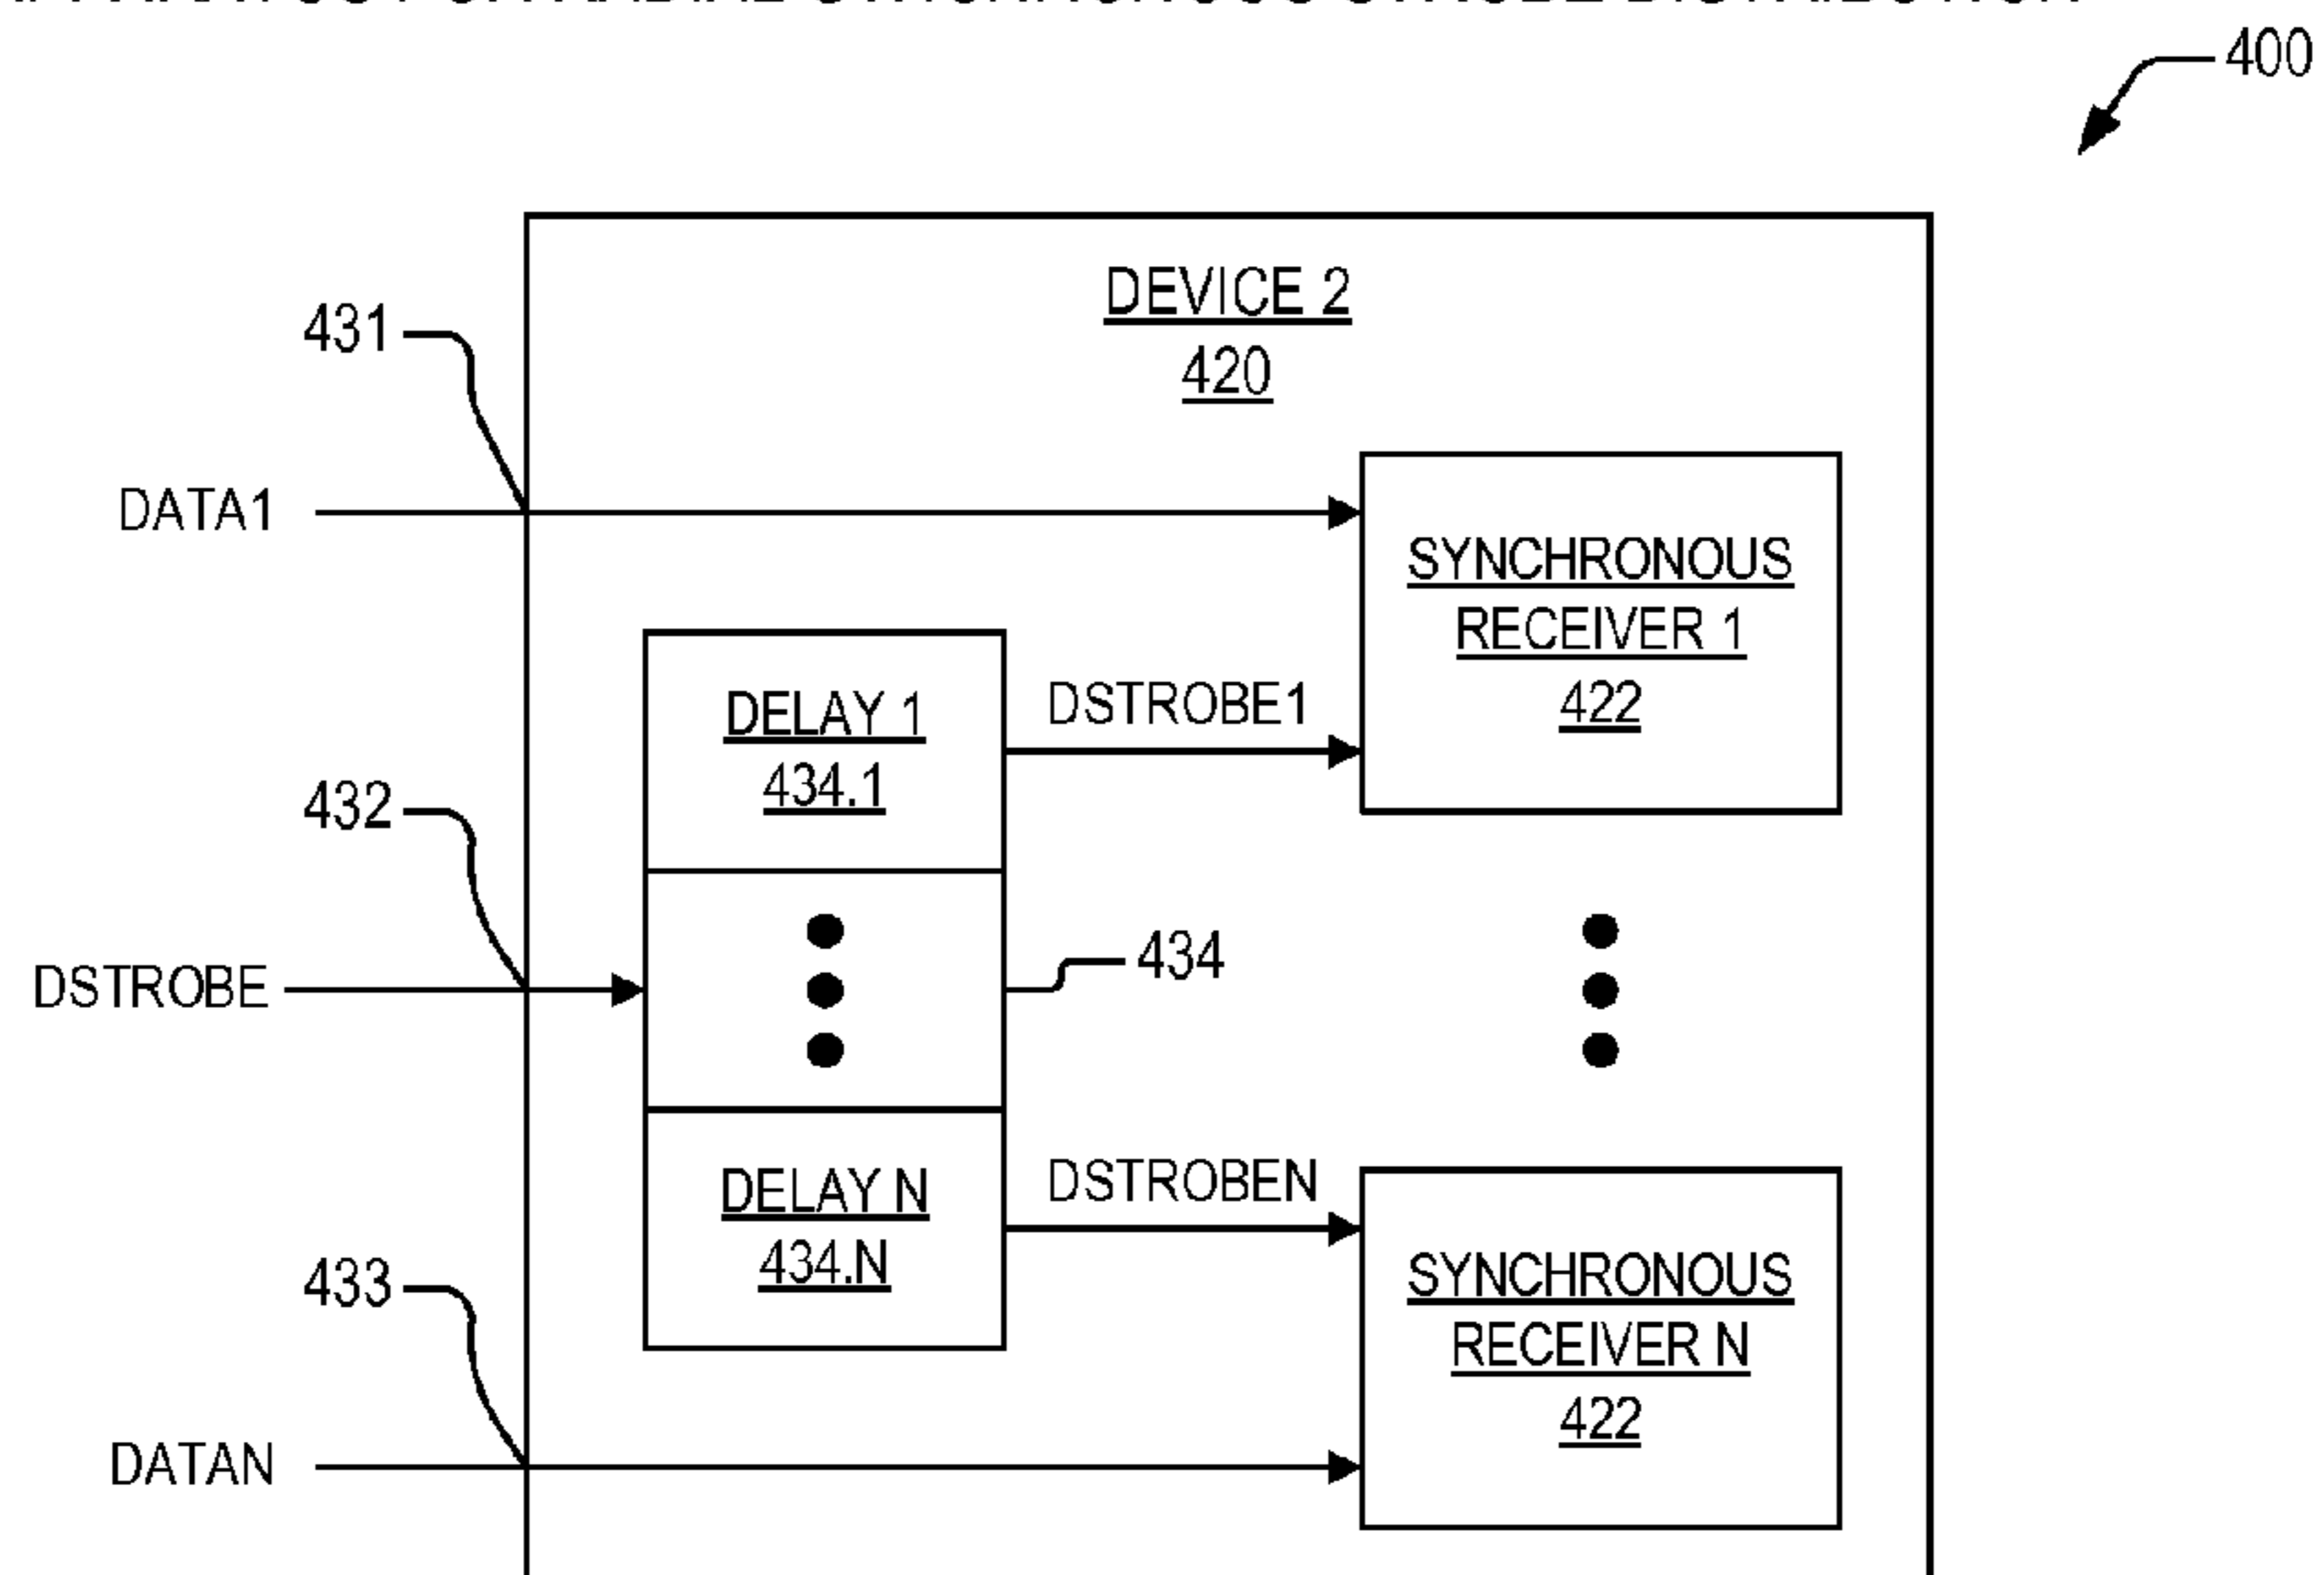 400
DEVICE 2
420
431
DATA1
SYNCHRONOUS
RECEIVER 1
422
DELAY 1
434.1
DSTROBE1
432
DSTROBE
434
DELAY N
434.N
DSTROBEN
SYNCHRONOUS
RECEIVER N
422
433
DATAN